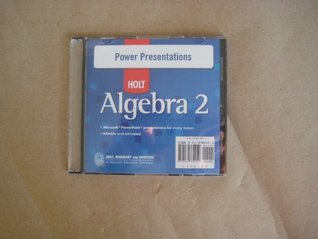 Power Presentations
HOLT
Algebra 2
• Microsoft® PowerPoint® presentations for every lesson
• Editable and animated
HOLT, RINEHART AND WINSTON